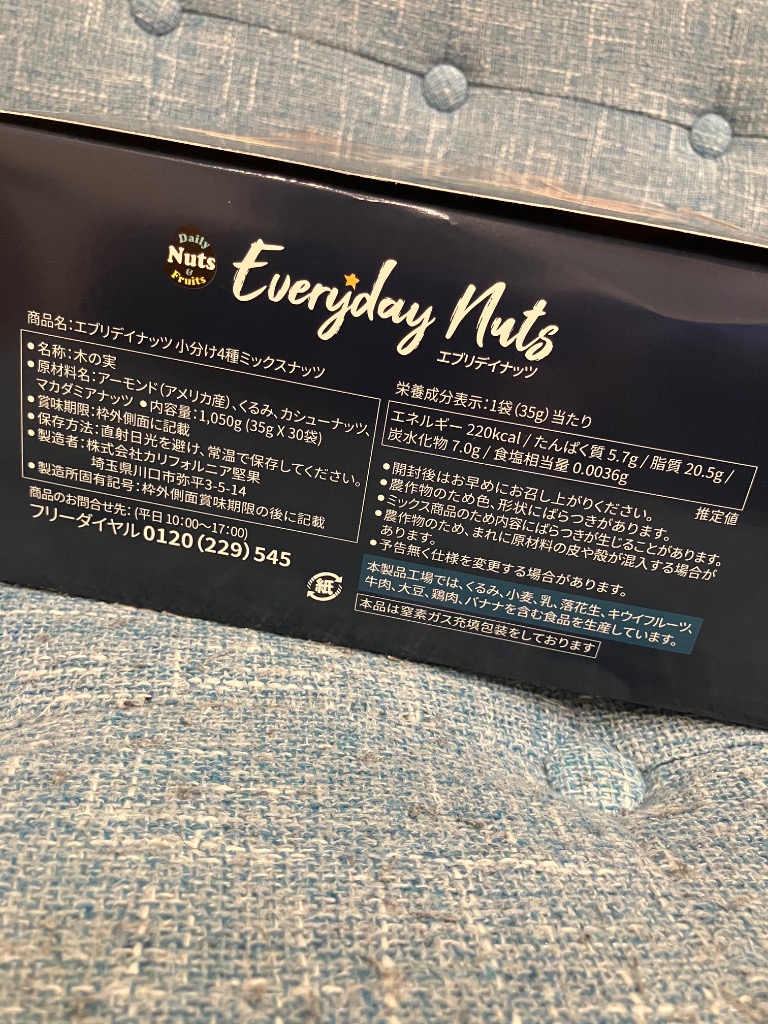 Daily
Nuts
&
Fruits
Everyday Nuts
エブリデイナッツ
商品名：エブリデイナッツ 小分け4種ミックスナッツ
●名称：木の実
●原材料名：アーモンド（アメリカ産）、くるみ、カシューナッツ、
マカダミアナッツ ●内容量：1,050g (35g X 30袋)
●賞味期限：枠外側面に記載
●保存方法：直射日光を避け、常温で保存してください。
●製造者：株式会社カリフォルニア堅果
埼玉県川口市弥平3-5-14
●製造所固有記号：枠外側面賞味期限の後に記載
商品のお問合せ先：(平日 10:00～17:00)
フリーダイヤル 0120 (229) 545
紙
栄養成分表示：1袋 (35g) 当たり
エネルギー 220kcal / たんぱく質 5.7g / 脂質 20.5g /
炭水化物 7.0g / 食塩相当量 0.0036g
推定値
●開封後はお早めにお召し上がりください。
●農作物のため色、形状にばらつきがあります。
●ミックス商品のため内容にばらつきが生じることがあります。
●農作物のため、まれに原材料の皮や殻が混入する場合が
あります。
●予告無く仕様を変更する場合があります。
本製品工場では、くるみ、小麦、乳、落花生、キウイフルーツ、
牛肉、大豆、鶏肉、バナナを含む食品を生産しています。
本品は窒素ガス充填包装をしております